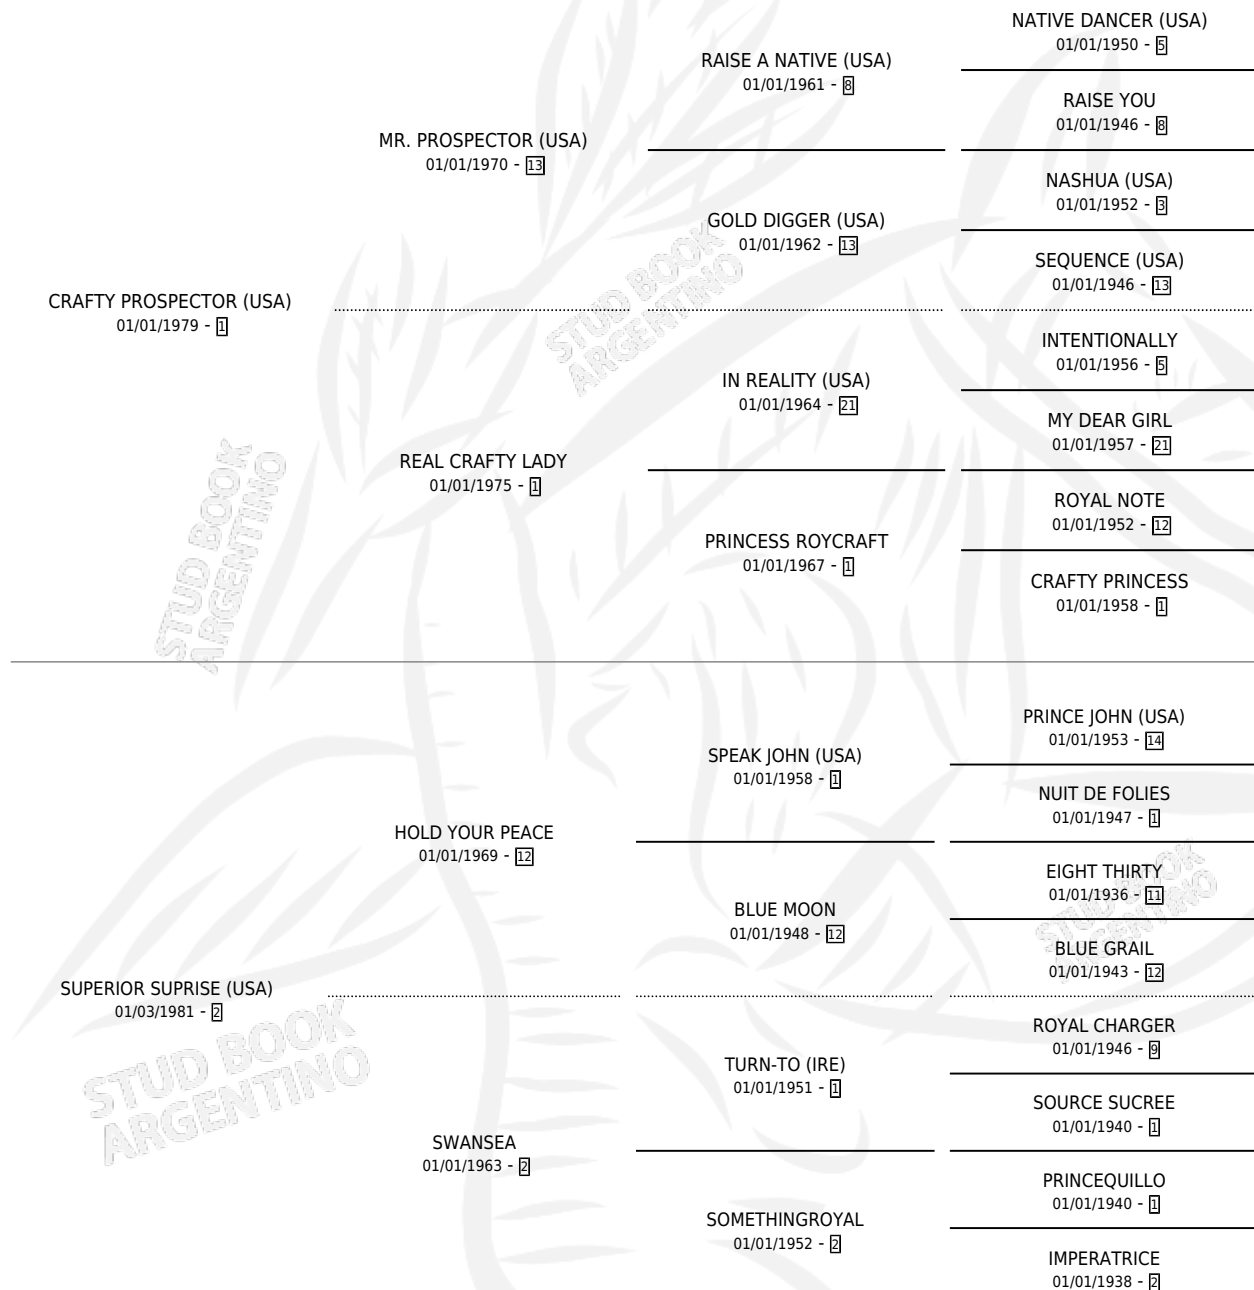 NATIVE DANCER (USA)
01/01/1950 - 5
RAISE A NATIVE (USA)
01/01/1961 - 8
RAISE YOU
01/01/1946 - 8
MR. PROSPECTOR (USA)
01/01/1970 - 13
NASHUA (USA)
01/01/1952 - 3
GOLD DIGGER (USA)
01/01/1962 - 13
SEQUENCE (USA)
01/01/1946 - 13
CRAFTY PROSPECTOR (USA)
01/01/1979 - 1
STUD BOOK
ARGENTINO
INTENTIONALLY
01/01/1956 - 5
IN REALITY (USA)
01/01/1964 - 21
MY DEAR GIRL
01/01/1957 - 21
REAL CRAFTY LADY
01/01/1975 - 1
ROYAL NOTE
01/01/1952 - 12
PRINCESS ROYCRAFT
01/01/1967 - 1
CRAFTY PRINCESS
01/01/1958 - 1
STUD BOOK
ARGENTINO
PRINCE JOHN (USA)
01/01/1953 - 14
SPEAK JOHN (USA)
01/01/1958 - 1
NUIT DE FOLIES
01/01/1947 - 1
HOLD YOUR PEACE
01/01/1969 - 12
EIGHT THIRTY
01/01/1936 - 11
BLUE MOON
01/01/1948 - 12
STUD BOOK
ARGENTINO
BLUE GRAIL
01/01/1943 - 12
SUPERIOR SUPRISE (USA)
01/03/1981 - 2
ROYAL CHARGER
01/01/1946 - 9
STUD BOOK
ARGENTINO
TURN-TO (IRE)
01/01/1951 - 1
SOURCE SUCREE
01/01/1940 - 1
SWANSEA
01/01/1963 - 2
PRINCEQUILLO
01/01/1940 - 1
SOMETHINGROYAL
01/01/1952 - 2
IMPERATRICE
01/01/1938 - 2